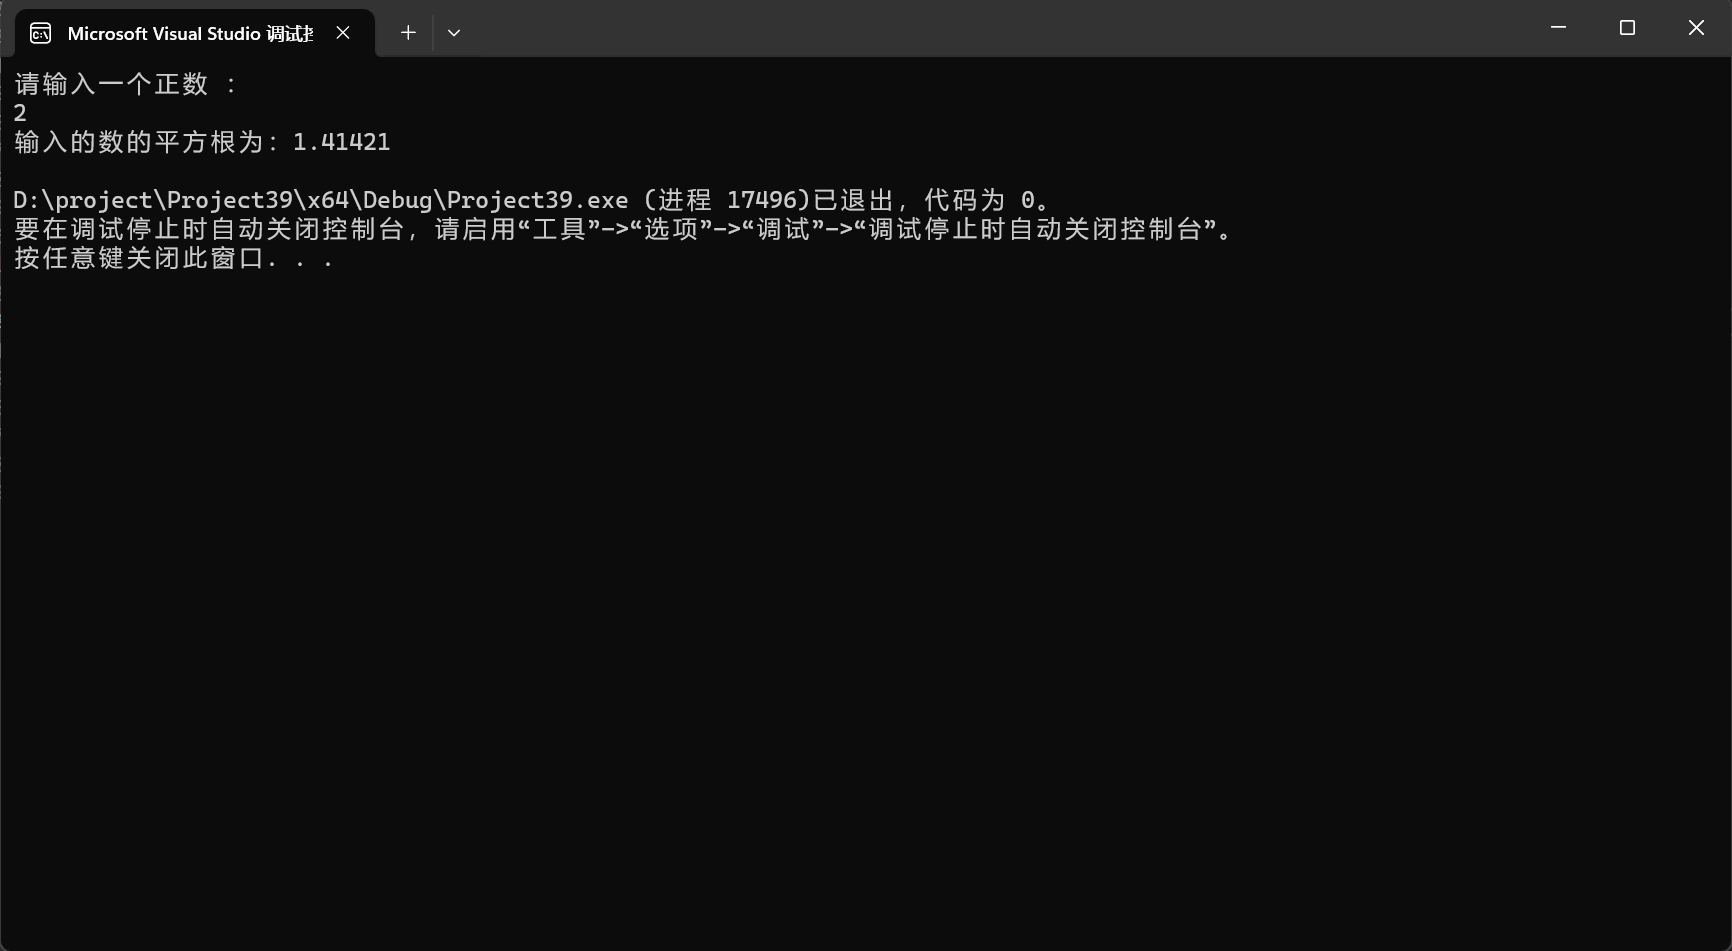 Microsoft Visual Studio 调试
请输入一个正数 :
2
输入的数的平方根为: 1.41421
D:\project\Project39\x64\Debug\Project39.exe (进程 17496)已退出，代码为 0。
要在调试停止时自动关闭控制台，请启用“工具”->“选项”->“调试”->“调试停止时自动关闭控制台”。
按任意键关闭此窗口. . .